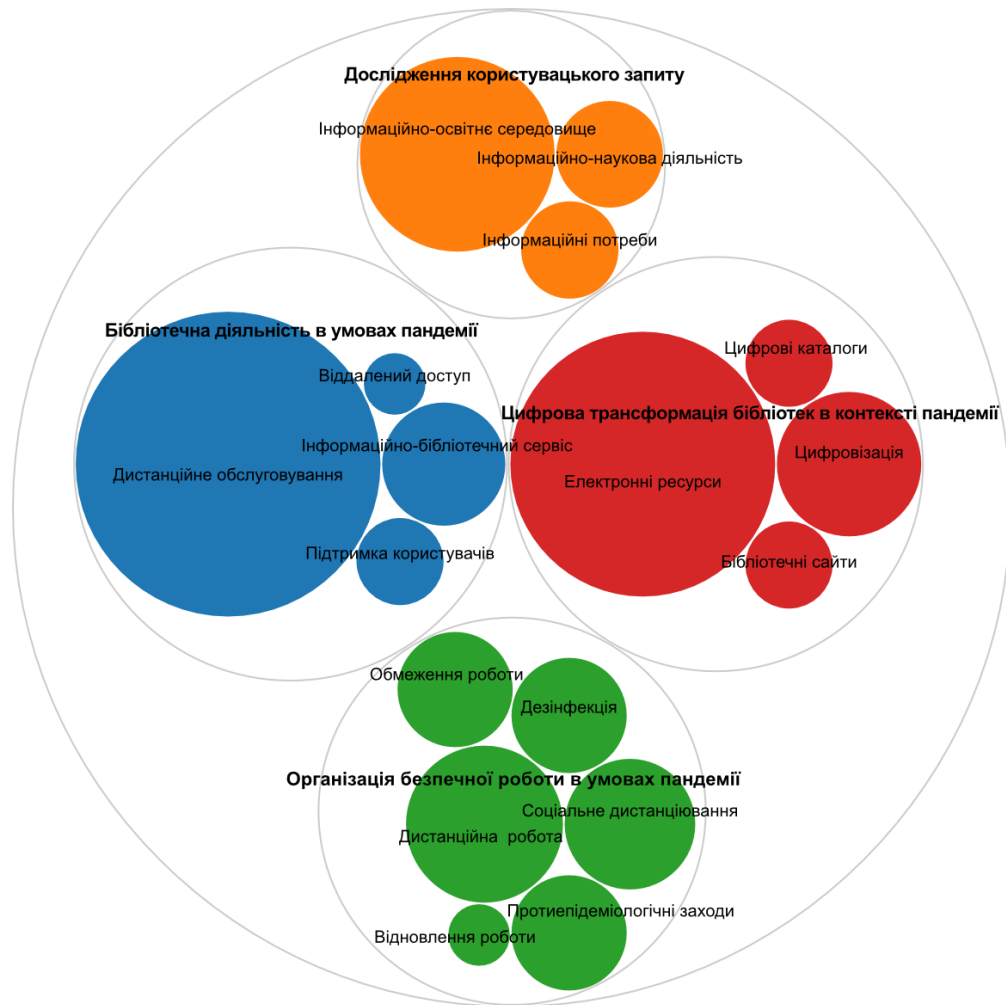 Дослідження користувацького запиту
Інформаційно-освітнє середовище
Інформаційно-наукова діяльність
Інформаційні потреби
Бібліотечна діяльність в умовах пандемії
Віддалений доступ
Інформаційно-бібліотечний сервіс
Дистанційне обслуговування
Підтримка користувачів
Цифрові каталоги
Цифрова трансформація бібліотек в контексті пандемії
Цифровізація
Електронні ресурси
Бібліотечні сайти
Обмеження роботи
Дезінфекція
Організація безпечної роботи в умовах пандемії
Соціальне дистанціювання
Дистанційна робота
Протиепідеміологічні заходи
Відновлення роботи